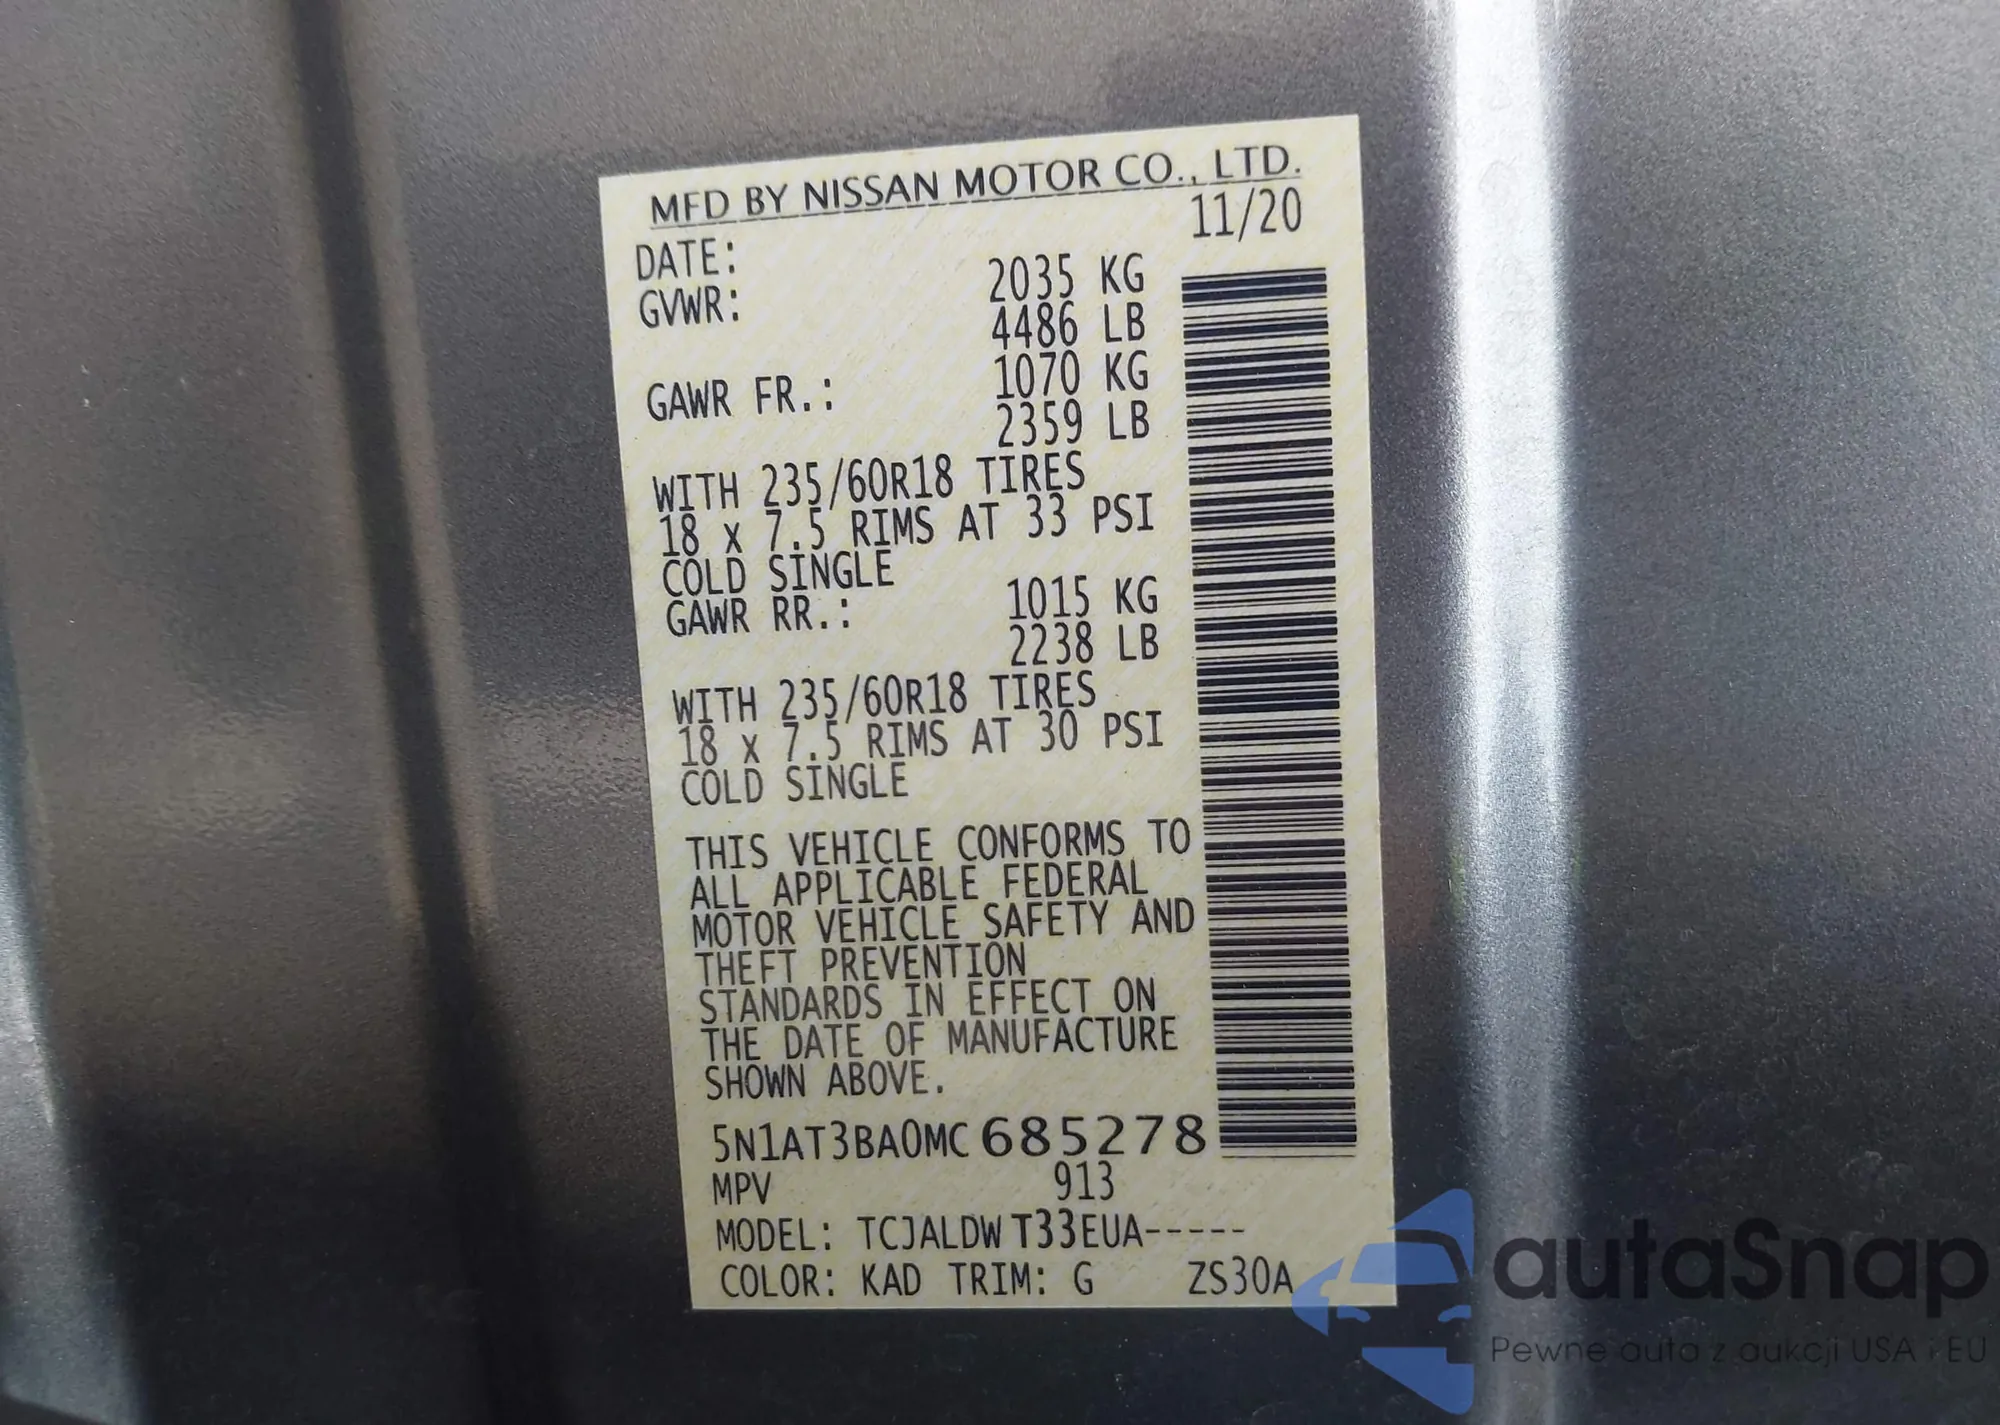 MFD BY NISSAN MOTOR CO., LTD.
DATE: 11/20
GVWR: 2035 KG
4486 LB
GAWR FR.: 1070 KG
2359 LB
WITH 235/60R18 TIRES
18 x 7.5 RIMS AT 33 PSI
COLD SINGLE
GAWR RR.: 1015 KG
2238 LB
WITH 235/60R18 TIRES
18 x 7.5 RIMS AT 30 PSI
COLD SINGLE
THIS VEHICLE CONFORMS TO
ALL APPLICABLE FEDERAL
MOTOR VEHICLE SAFETY AND
THEFT PREVENTION
STANDARDS IN EFFECT ON
THE DATE OF MANUFACTURE
SHOWN ABOVE.
5N1AT3BA0MC685278
MPV 913
MODEL: TCJALDW T33EUA-----
COLOR: KAD TRIM: G ZS30A
autaSnap
Pewne auta z aukcji USA i EU